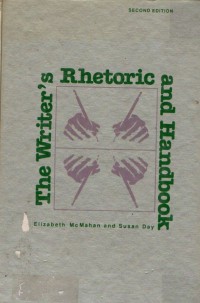 SECOND EDITION
The Writer's
Rhetoric
and Handbook
Elizabeth McMahan and Susan Day